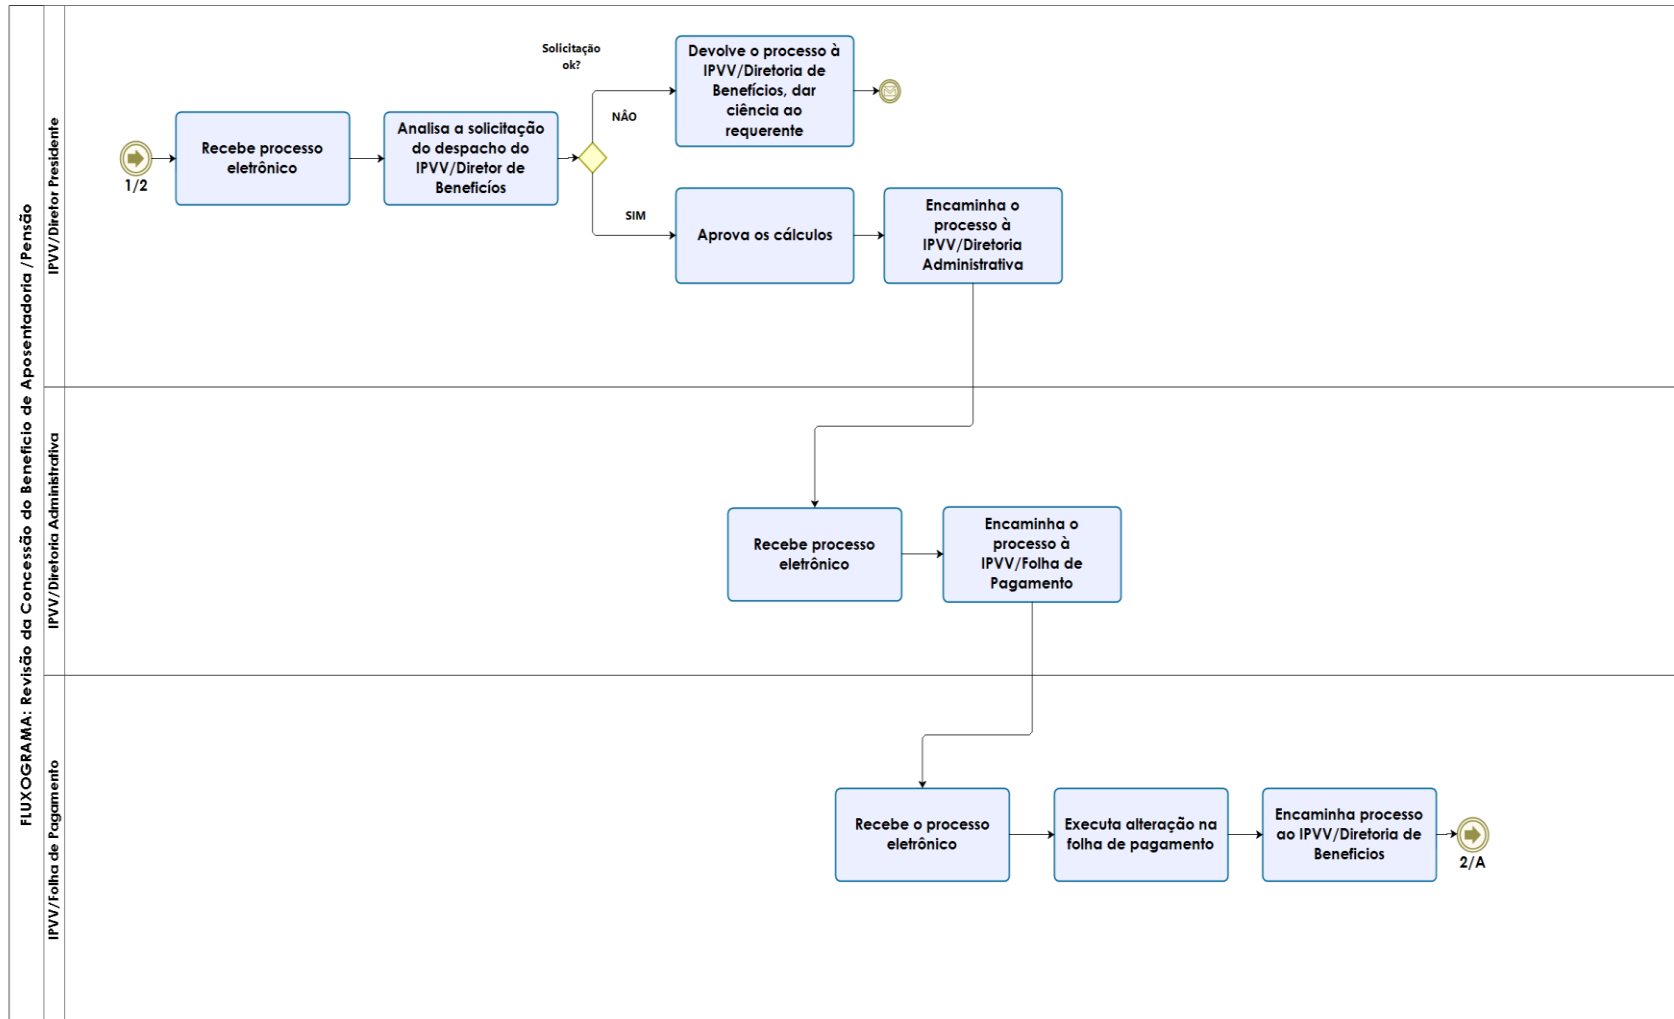 FLUXOGRAMA: Revisão da Concessão do Beneficio de Aposentadoria /Pensão
IPVV/Diretor Presidente
1/2
Recebe processo
eletrônico
Analisa a solicitação
do despacho do
IPVV/Diretor de
Beneficíos
Solicitação
ok?
NÂO
Devolve o processo à
IPVV/Diretoria de
Benefícios, dar
ciência ao
requerente
SIM
Aprova os cálculos
Encaminha o
processo à
IPVV/Diretoria
Administrativa
IPVV/Diretoria Administrativa
Recebe processo
eletrônico
Encaminha o
processo à
IPVV/Folha de
Pagamento
IPVV/Folha de Pagamento
Recebe o processo
eletrônico
Executa alteração na
folha de pagamento
Encaminha processo
ao IPVV/Diretoria de
Beneficios
2/A